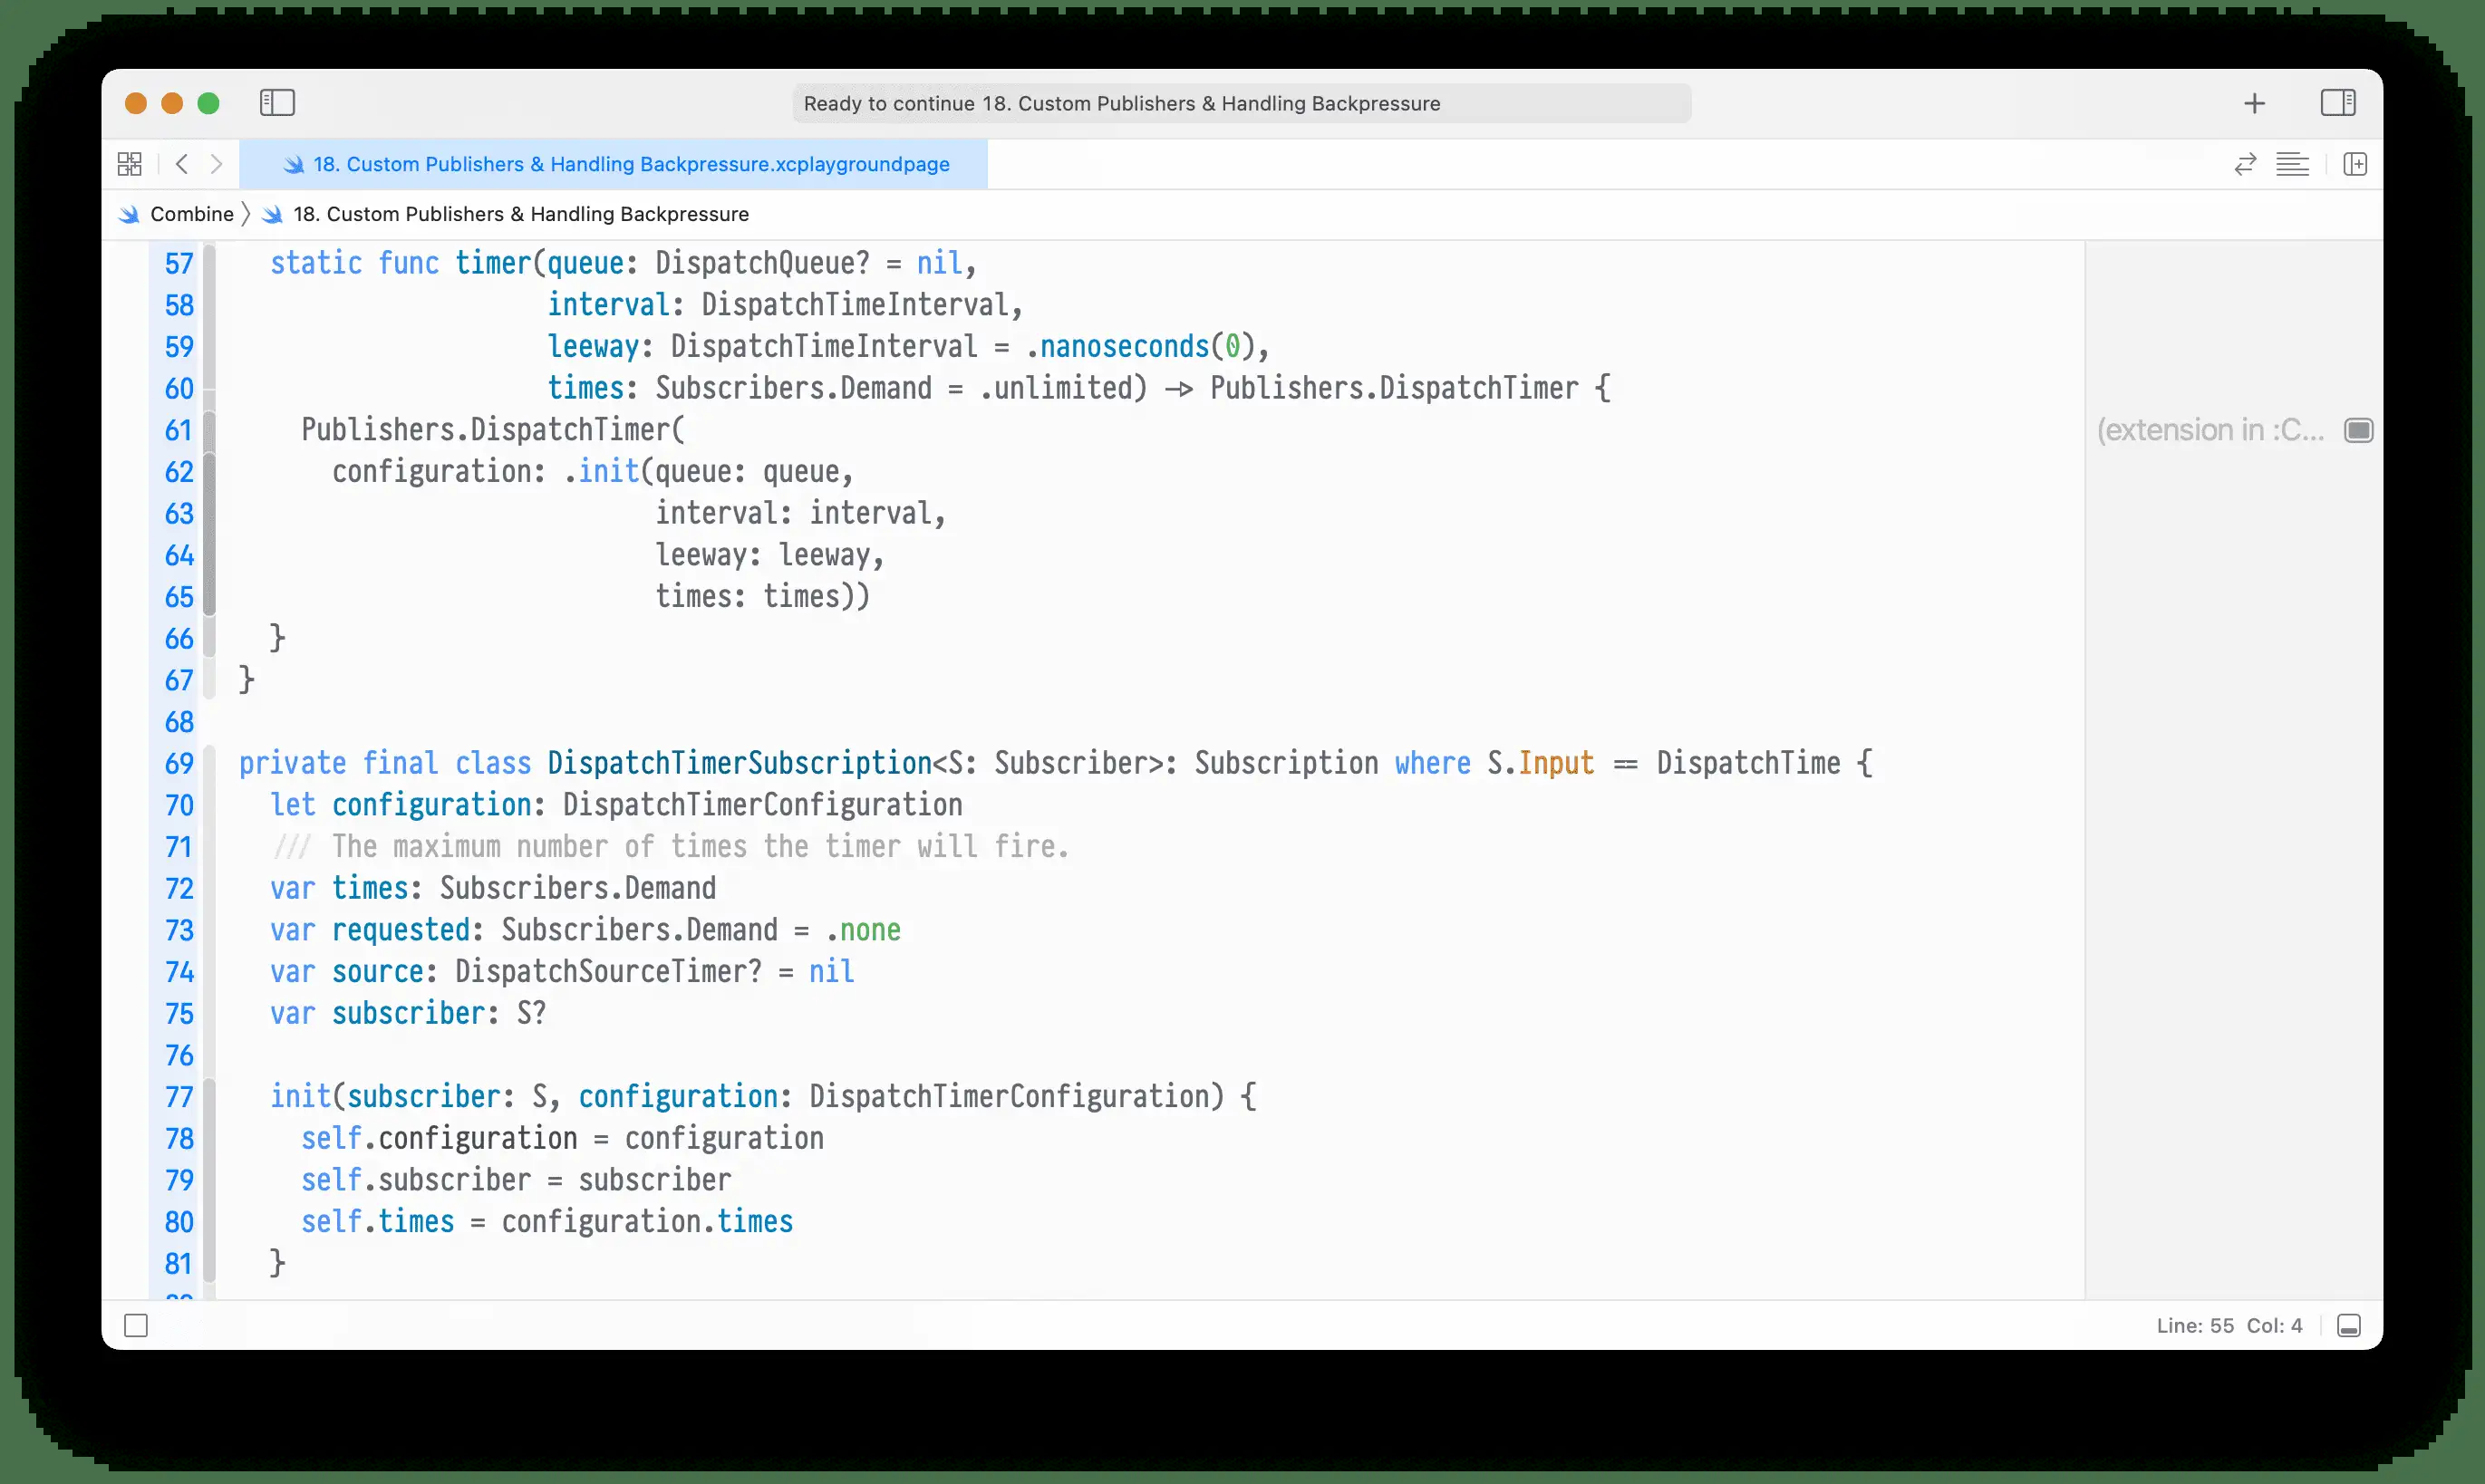 Ready to continue 18. Custom Publishers & Handling Backpressure
18. Custom Publishers & Handling Backpressure.xcplaygroundpage
Combine 18. Custom Publishers & Handling Backpressure
57 static func timer(queue: DispatchQueue? = nil,
58 interval: DispatchTimeInterval,
59 leeway: DispatchTimeInterval = .nanoseconds(0),
60 times: Subscribers.Demand = .unlimited) -> Publishers.DispatchTimer {
61 Publishers.DispatchTimer(
(extension in :C...
62 configuration: .init(queue: queue,
63 interval: interval,
64 leeway: leeway,
65 times: times))
66 }
67 }
68
69 private final class DispatchTimerSubscription<S: Subscriber>: Subscription where S.Input == DispatchTime {
70 let configuration: DispatchTimerConfiguration
71 /// The maximum number of times the timer will fire.
72 var times: Subscribers.Demand
73 var requested: Subscribers.Demand = .none
74 var source: DispatchSourceTimer? = nil
75 var subscriber: S?
76
77 init(subscriber: S, configuration: DispatchTimerConfiguration) {
78 self.configuration = configuration
79 self.subscriber = subscriber
80 self.times = configuration.times
81 }
Line: 55 Col: 4